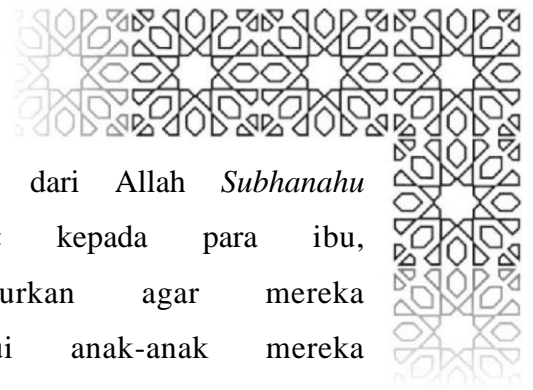 dari Allah Subhanahu
kepada para ibu,
urkan agar mereka
i anak-anak mereka